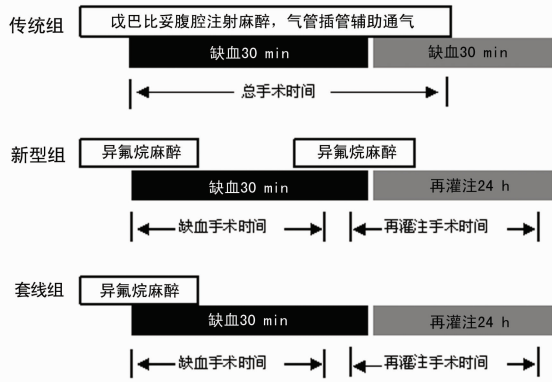 传统组
戊巴比妥腹腔注射麻醉，气管插管辅助通气
缺血30 min
缺血30 min
总手术时间
新型组
异氟烷麻醉
异氟烷麻醉
缺血30 min
再灌注24 h
缺血手术时间
再灌注手术时间
套线组
异氟烷麻醉
缺血30 min
再灌注24 h
缺血手术时间
再灌注手术时间